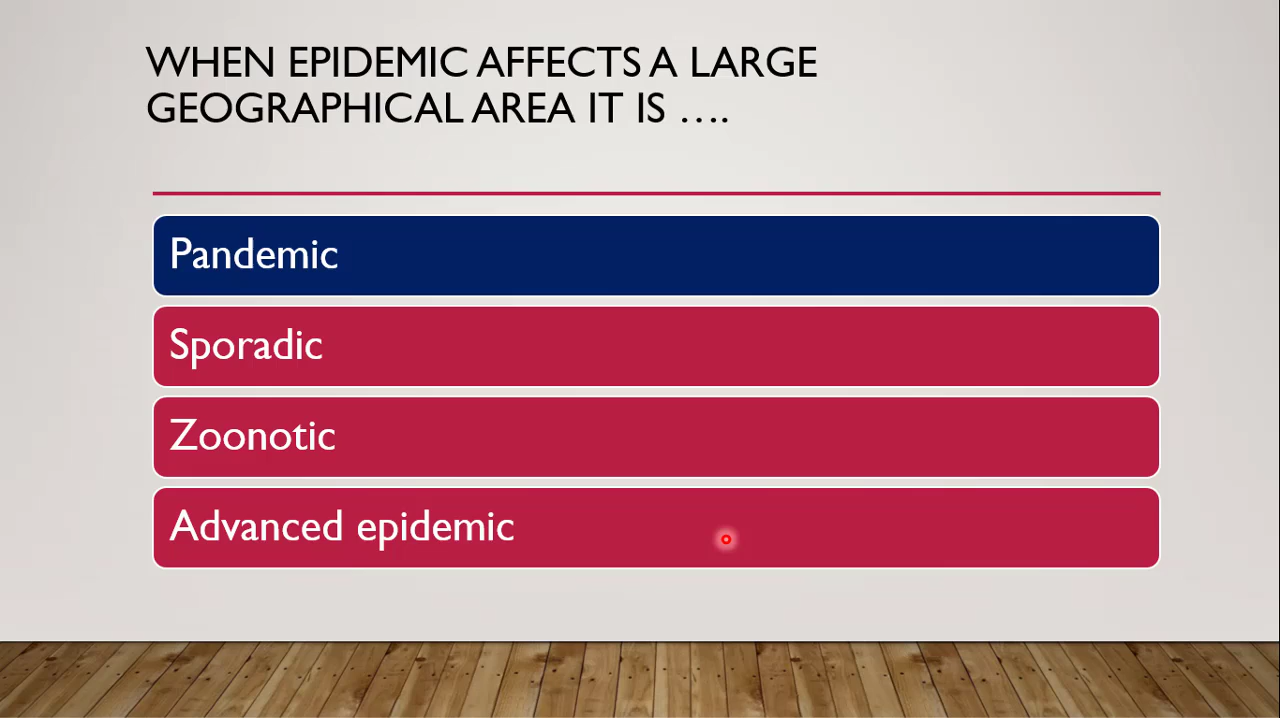 WHEN EPIDEMIC AFFECTS A LARGE
GEOGRAPHICAL AREA IT IS ....
Pandemic
Sporadic
Zoonotic
Advanced epidemic